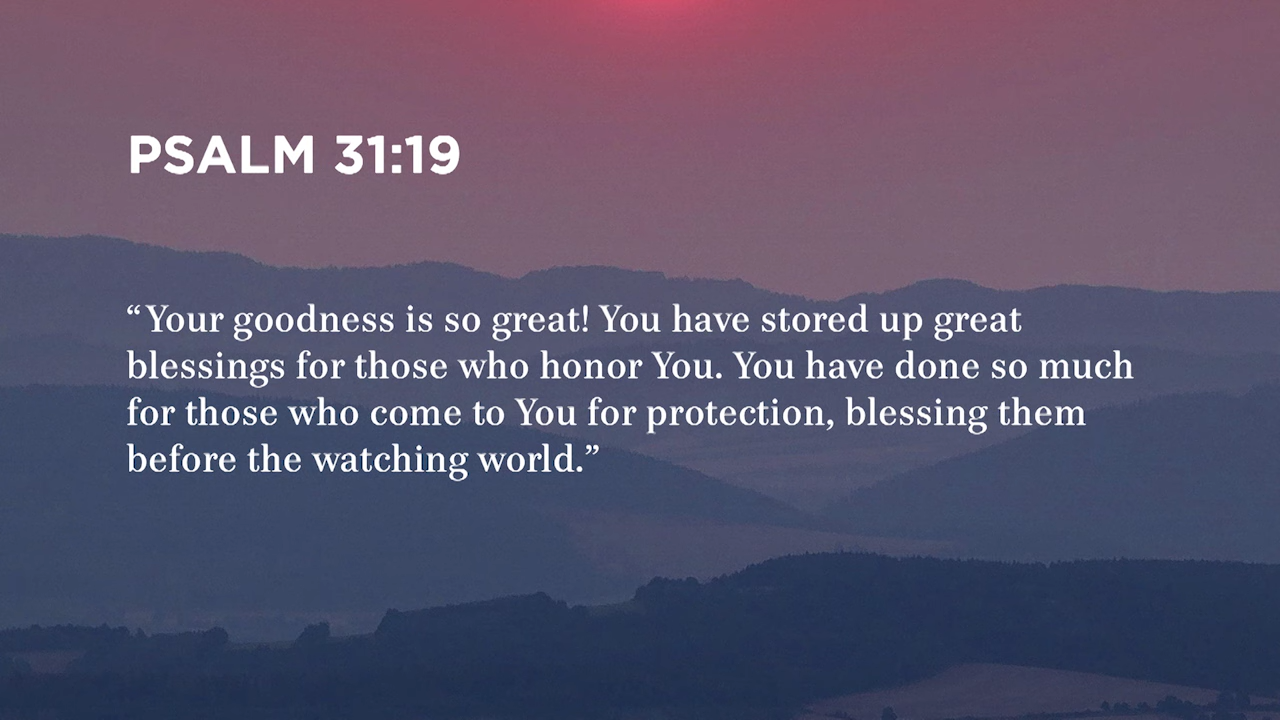 PSALM 31:19
“Your goodness is so great! You have stored up great
blessings for those who honor You. You have done so much
for those who come to You for protection, blessing them
before the watching world.”